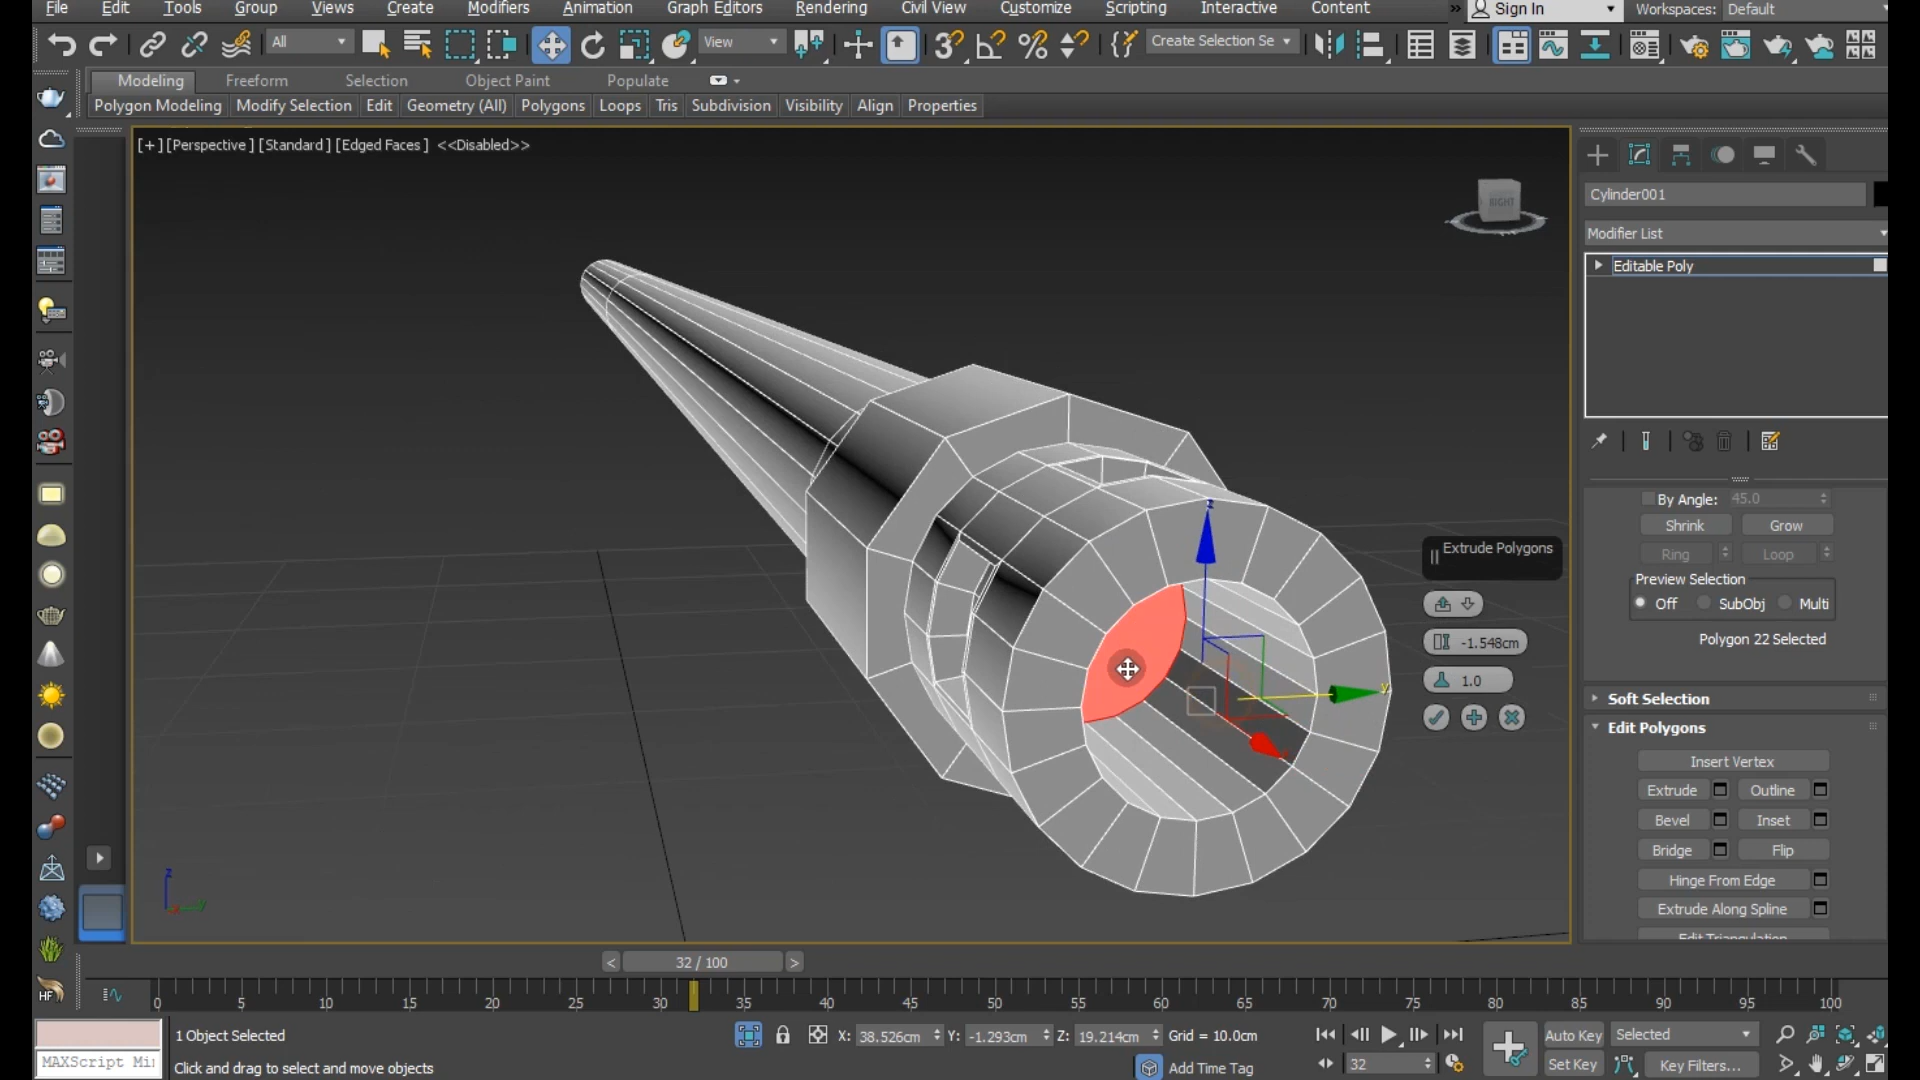 File Edit Tools Group Views Create Modifiers Animation Graph Editors Rendering Civil View Customize Scripting Interactive Content » Sign In Workspaces: Default
All View Create Selection Se
Modeling Freeform Selection Object Paint Populate
Polygon Modeling Modify Selection Edit Geometry (All) Polygons Loops Tris Subdivision Visibility Align Properties
[+] [Perspective ] [Standard ] [Edged Faces ] <<Disabled>>
RIGHT
Cylinder001
Modifier List
Editable Poly
By Angle: 45.0
Shrink Grow
Ring Loop
Preview Selection
Off SubObj Multi
Polygon 22 Selected
Soft Selection
Edit Polygons
Insert Vertex
Extrude Outline
Bevel Inset
Bridge Flip
Hinge From Edge
Extrude Along Spline
Edit Triangulation
Extrude Polygons
-1.548cm
1.0
z
y
z
HF
< 32 / 100 >
0 5 10 15 20 25 30 35 40 45 50 55 60 65 70 75 80 85 90 95 100
1 Object Selected X: 38.526cm Y: -1.293cm Z: 19.214cm Grid = 10.0cm Auto Key Selected
MAXScript Mi Click and drag to select and move objects Add Time Tag 32 Set Key Key Filters...